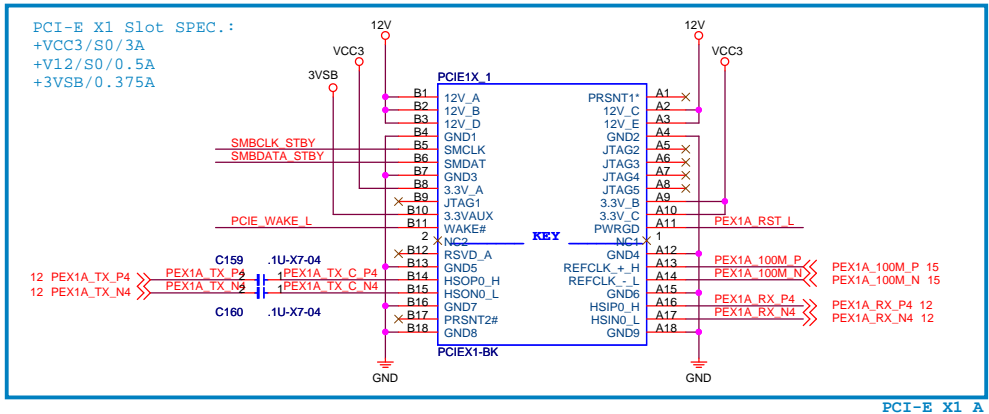 PCI-E X1 Slot SPEC.:
+VCC3/S0/3A
+V12/S0/0.5A
+3VSB/0.375A
12V
VCC3
3VSB
12V
VCC3
PCIE1X_1
B1 12V_A PRSNT1* A1
B2 12V_B 12V_C A2
B3 12V_D 12V_E A3
B4 GND1 GND2 A4
SMBCLK_STBY B5 SMCLK JTAG2 A5
SMBDATA_STBY B6 SMDAT JTAG3 A6
B7 GND3 JTAG4 A7
B8 3.3V_A JTAG5 A8
B9 JTAG1 3.3V_B A9
B10 3.3VAUX 3.3V_C A10
PCIE_WAKE_L B11 WAKE# PWRGD A11 PEX1A_RST_L
2 NC2 KEY NC1 1
B12 RSVD_A GND4 A12
C159 .1U-X7-04 B13 GND5 REFCLK_+_H A13 PEX1A_100M_P PEX1A_100M_P 15
12 PEX1A_TX_P4 PEX1A_TX_P4 2 1 PEX1A_TX_C_P4 B14 HSOP0_H REFCLK_-_L A14 PEX1A_100M_N PEX1A_100M_N 15
12 PEX1A_TX_N4 PEX1A_TX_N4 2 1 PEX1A_TX_C_N4 B15 HSON0_L GND6 A15
C160 .1U-X7-04 B16 GND7 HSIP0_H A16 PEX1A_RX_P4 PEX1A_RX_P4 12
B17 PRSNT2# HSIN0_L A17 PEX1A_RX_N4 PEX1A_RX_N4 12
B18 GND8 GND9 A18
PCIEX1-BK
GND
GND
PCI-E X1 A